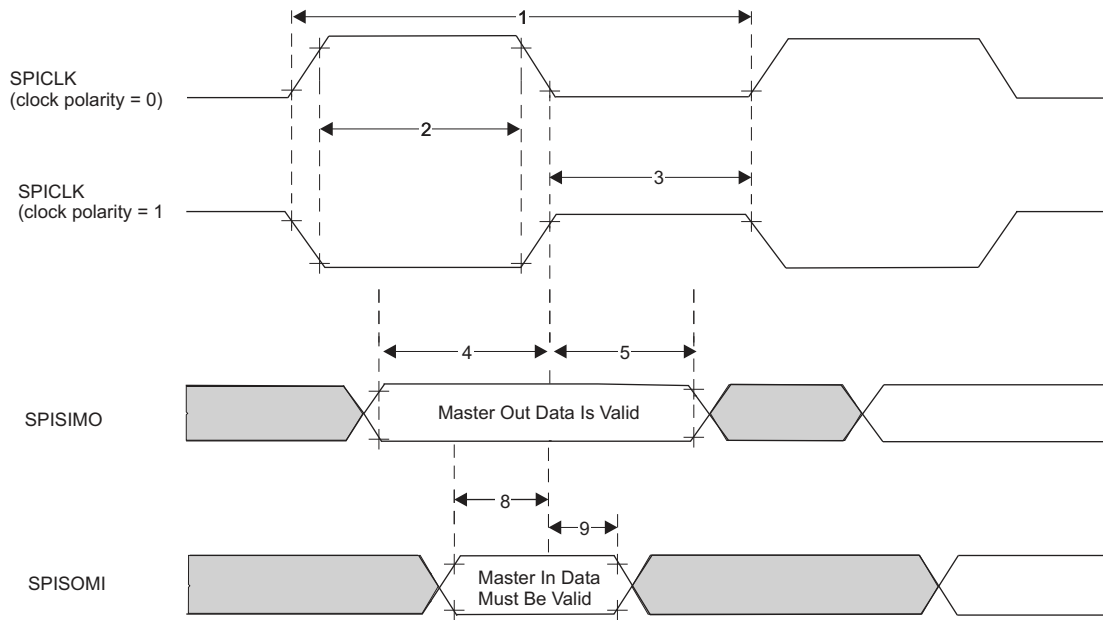 1
SPICLK
(clock polarity = 0)
2
3
SPICLK
(clock polarity = 1
4
5
SPISIMO
Master Out Data Is Valid
8
9
SPISOMI
Master In Data
Must Be Valid